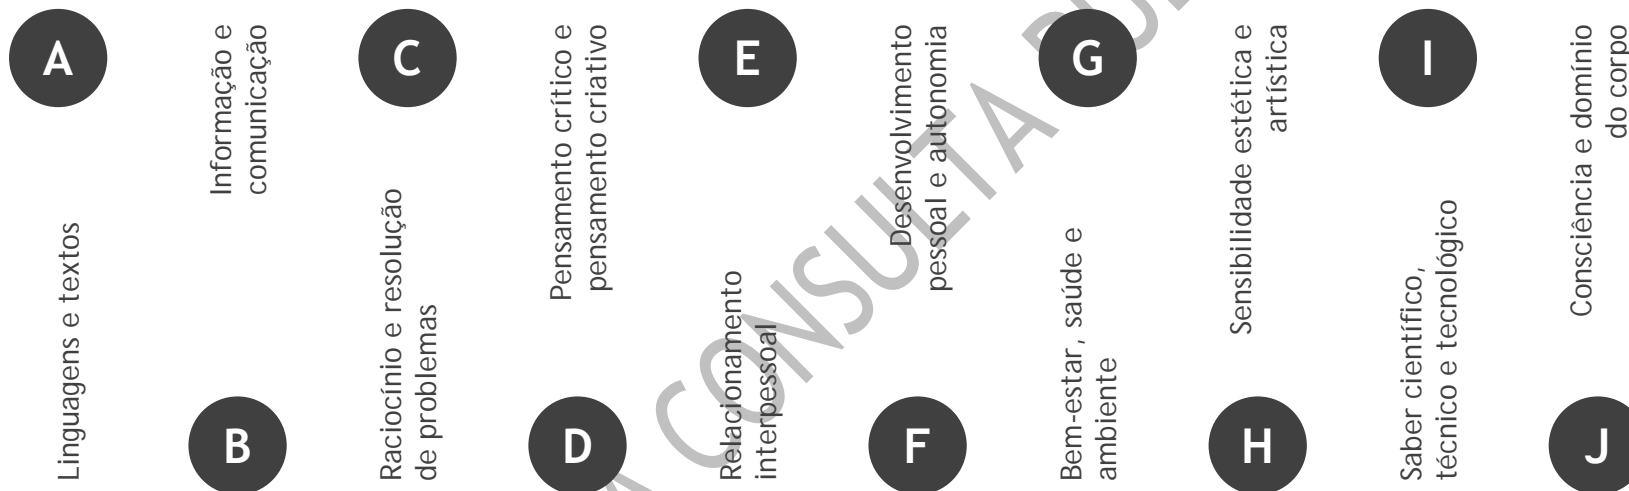 A
Linguagens e textos
B
Informação e
comunicação
C
Raciocínio e resolução
de problemas
D
Pensamento crítico e
pensamento criativo
E
Relacionamento
interpessoal
F
Desenvolvimento
pessoal e autonomia
G
Bem-estar, saúde e
ambiente
H
Sensibilidade estética e
artística
I
Saber científico,
técnico e tecnológico
J
Consciência e domínio
do corpo
CONSULTA